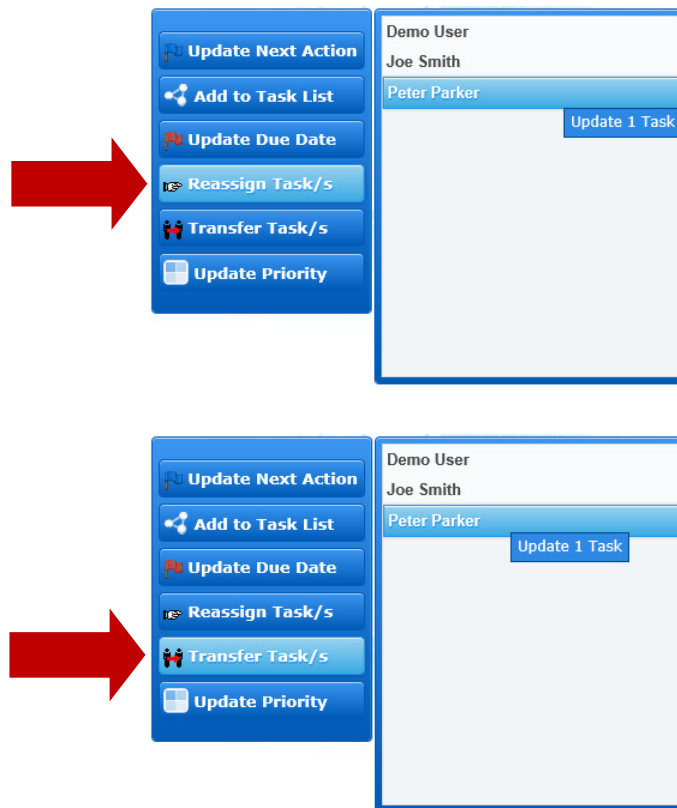 Update Next Action
Add to Task List
Update Due Date
Reassign Task/s
Transfer Task/s
Update Priority
Demo User
Joe Smith
Peter Parker
Update 1 Task
Update Next Action
Add to Task List
Update Due Date
Reassign Task/s
Transfer Task/s
Update Priority
Demo User
Joe Smith
Peter Parker
Update 1 Task